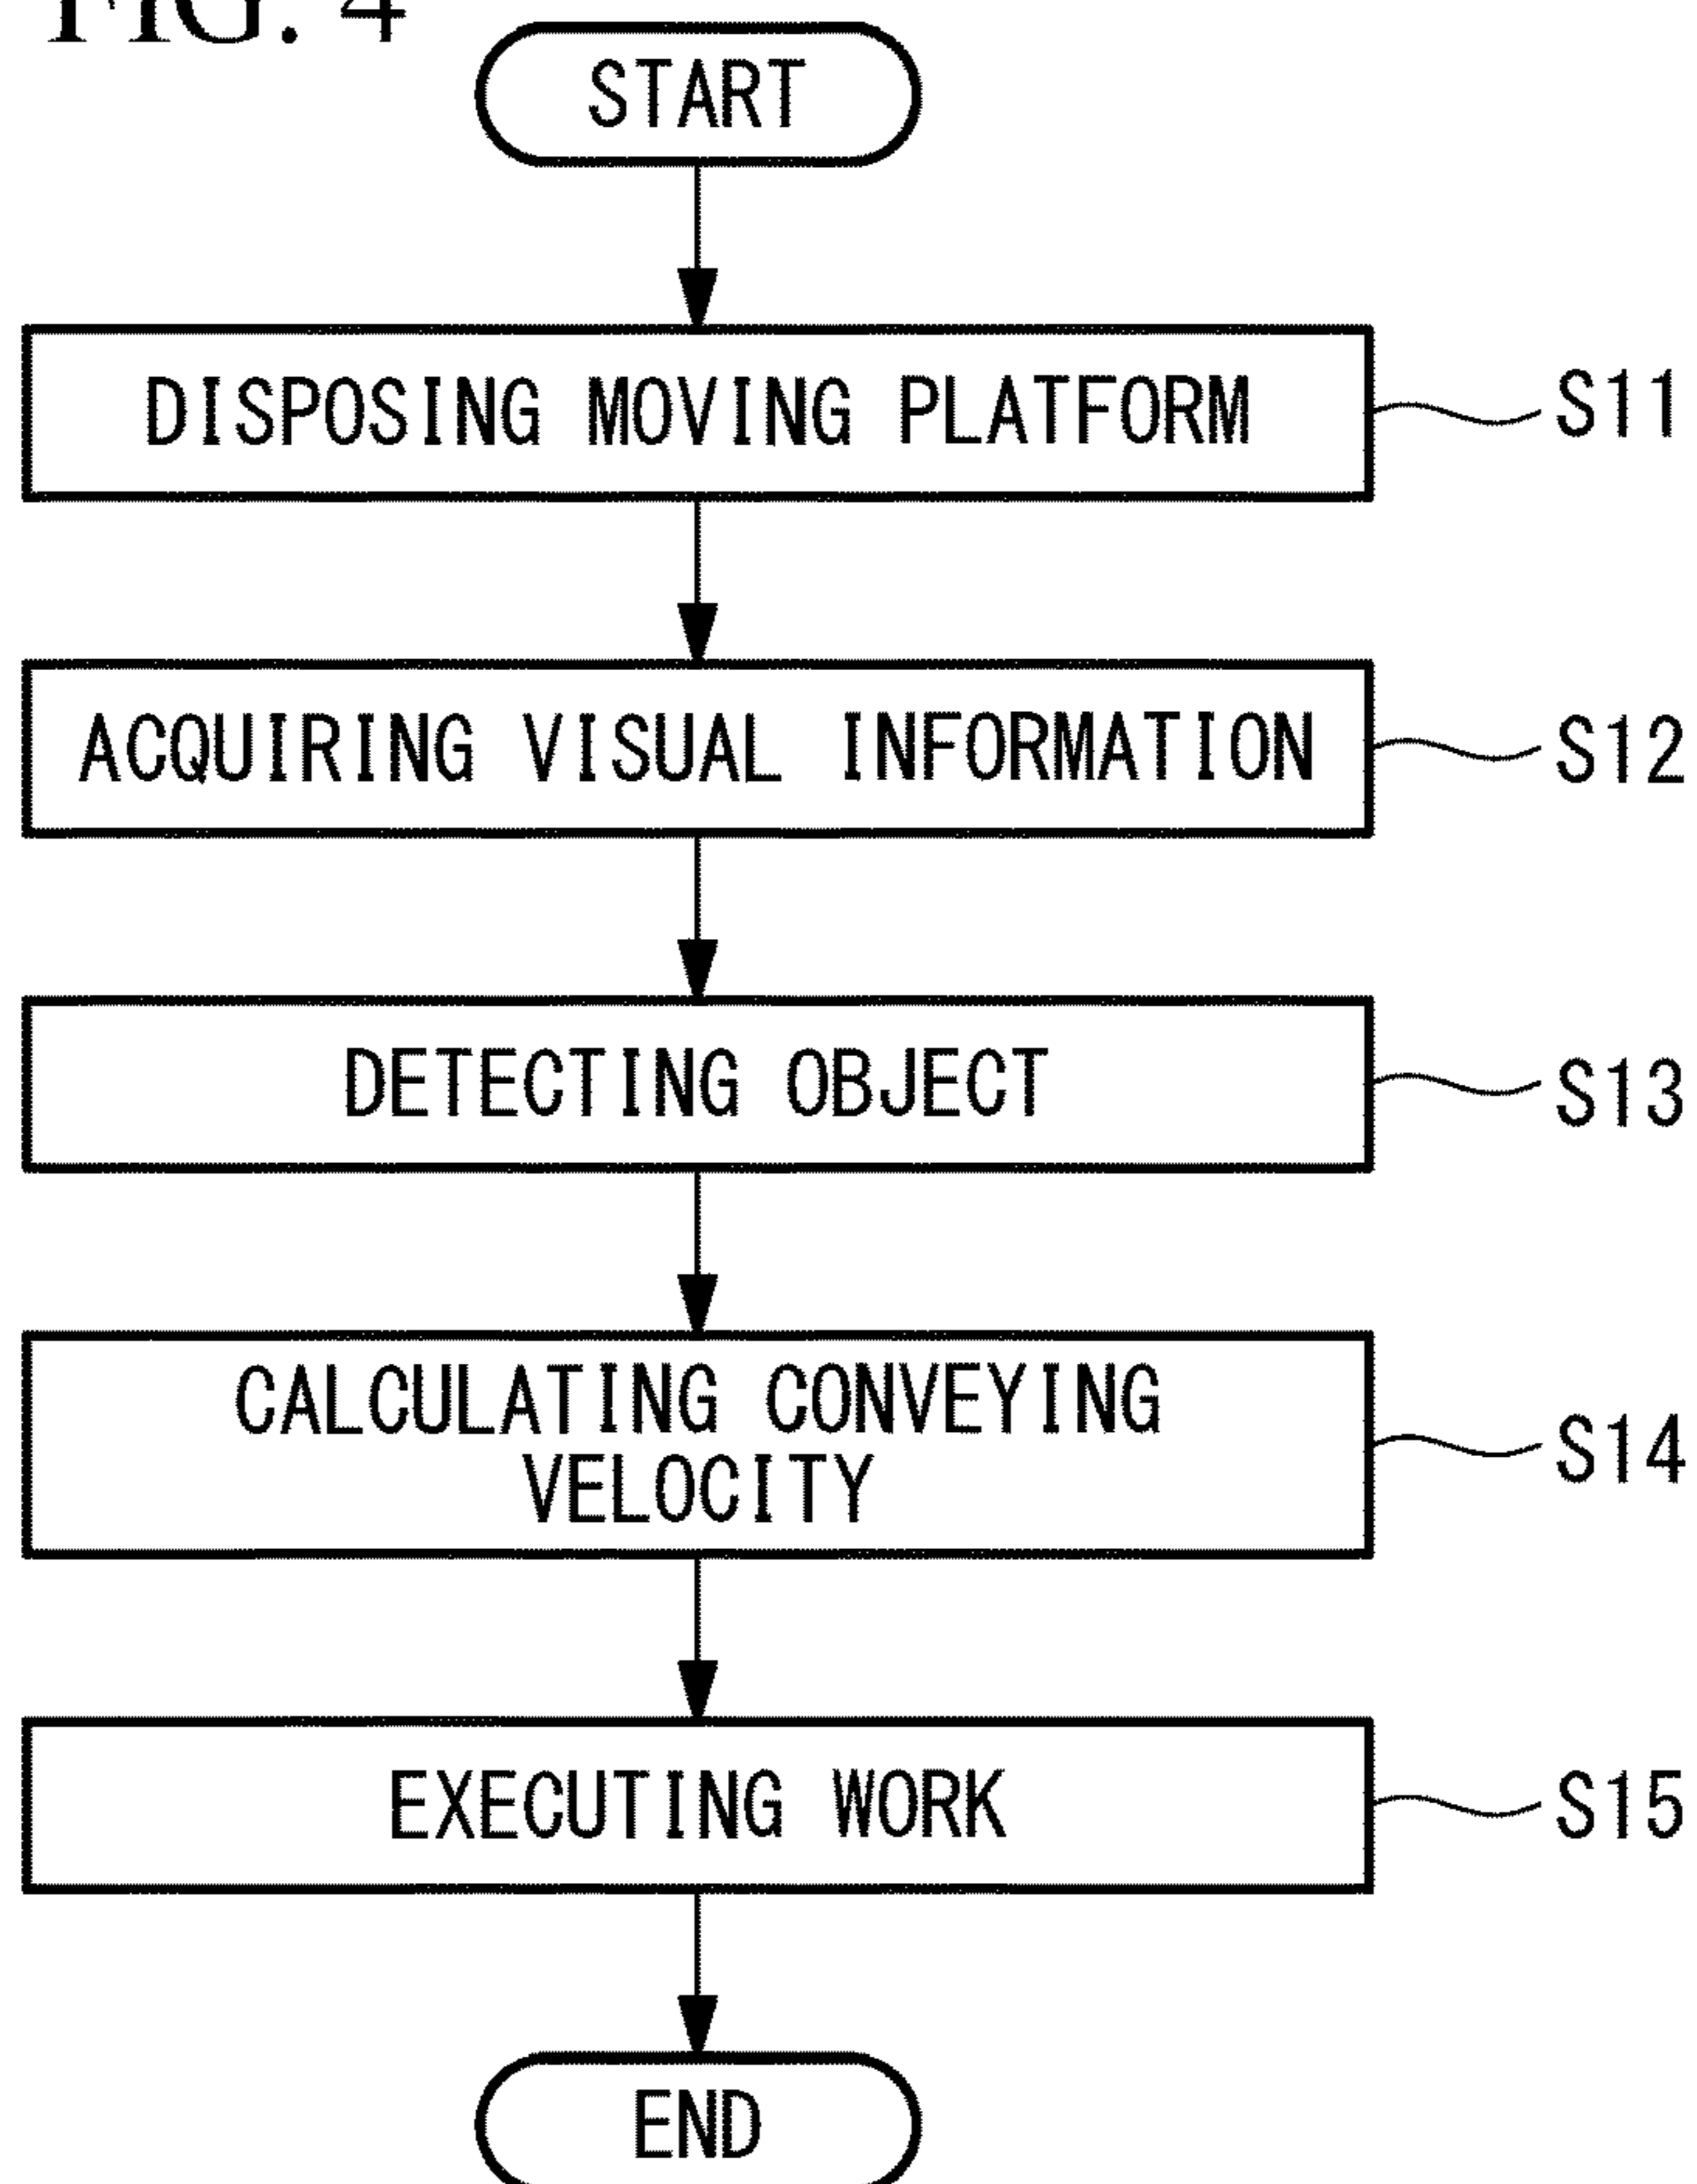 FIG. 4
START
DISPOSING MOVING PLATFORM
S11
ACQUIRING VISUAL INFORMATION
S12
DETECTING OBJECT
S13
CALCULATING CONVEYING
VELOCITY
S14
EXECUTING WORK
S15
END